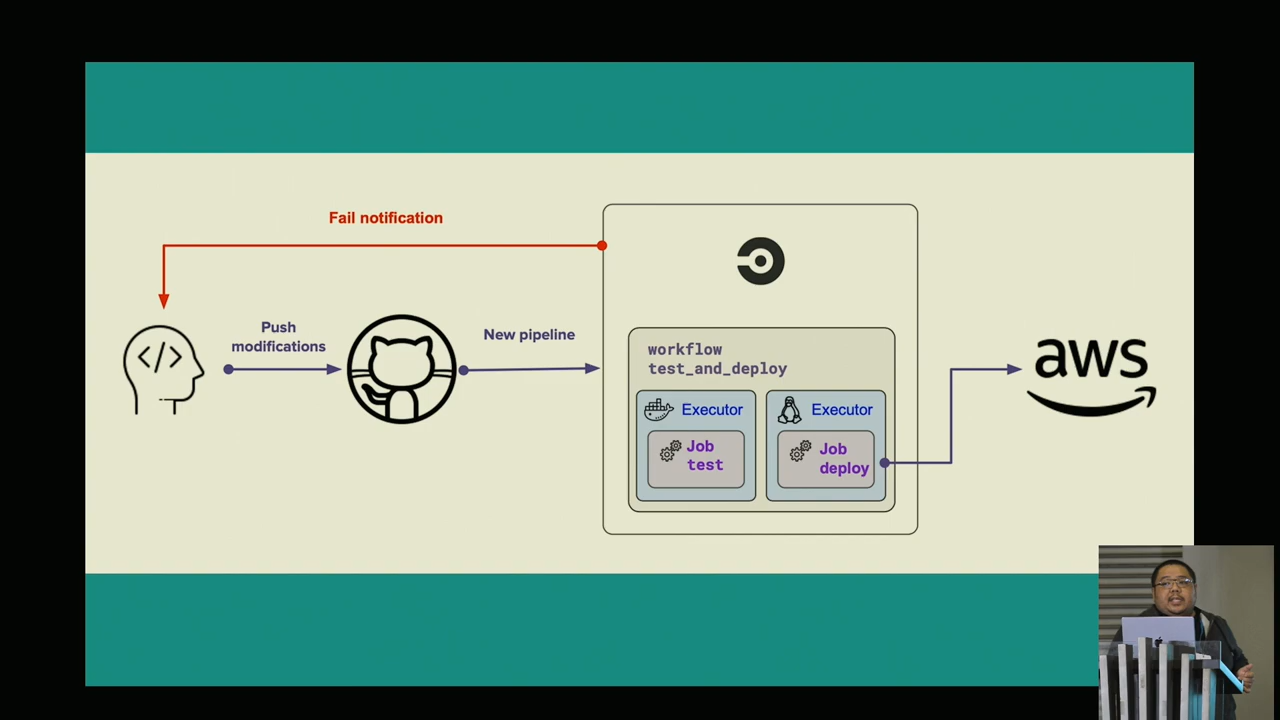 Fail notification
Push
modifications
New pipeline
workflow
test_and_deploy
Executor
Executor
Job
test
Job
deploy
aws